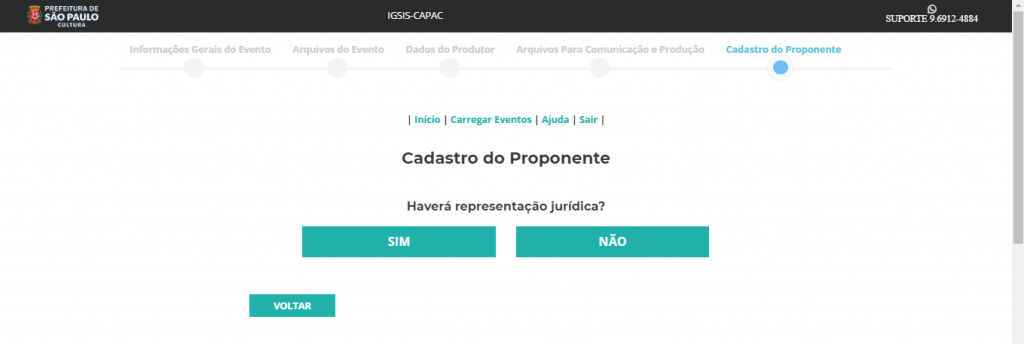 PREFEITURA DE
SÃO PAULO
CULTURA
IGSIS-CAPAC
SUPORTE 9.6912-4884
Informações Gerais do Evento Arquivos do Evento Dados do Produtor Arquivos Para Comunicação e Produção Cadastro do Proponente
| Início | Carregar Eventos | Ajuda | Sair |
Cadastro do Proponente
Haverá representação jurídica?
SIM NÃO
VOLTAR